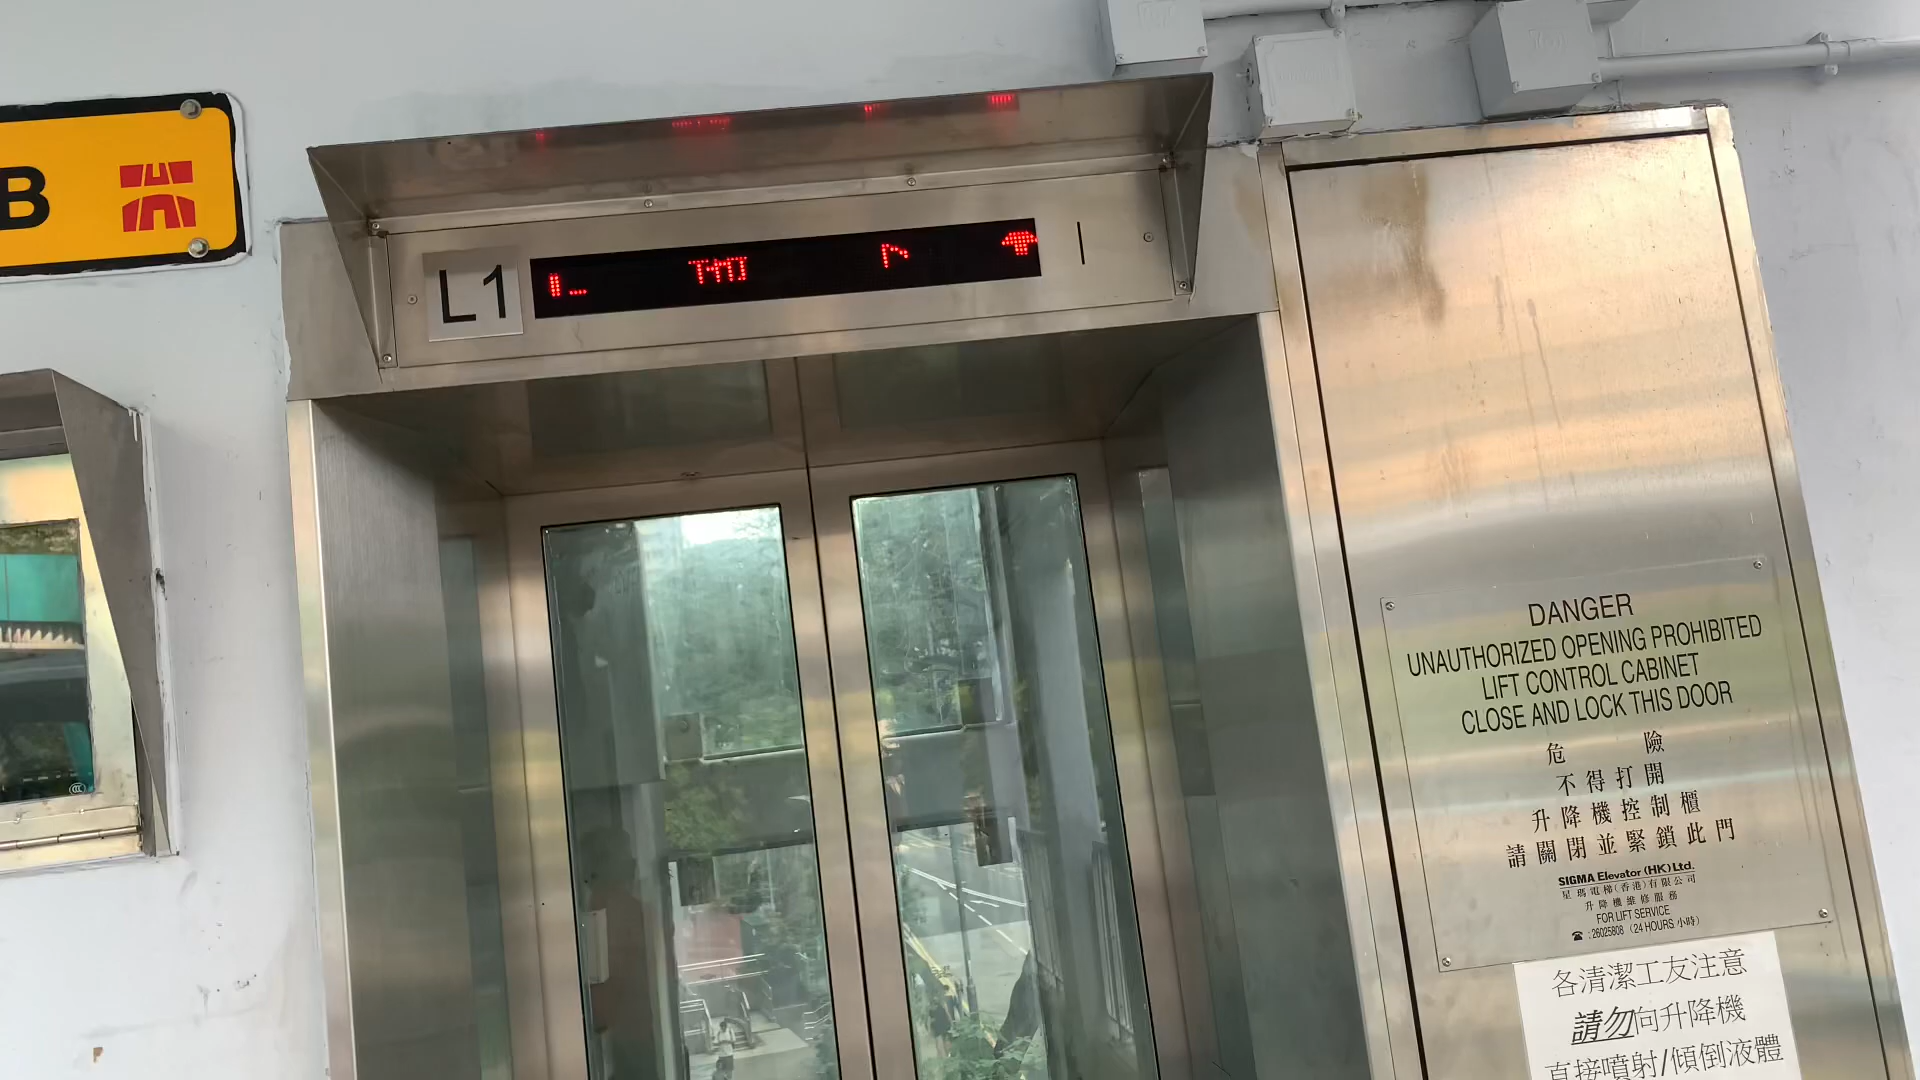 B
L1
DANGER
UNAUTHORIZED OPENING PROHIBITED
LIFT CONTROL CABINET
CLOSE AND LOCK THIS DOOR
危 險
不得打開
升降機控制櫃
請關閉並緊鎖此門
SIGMA Elevator (HK) Ltd.
星瑪電梯(香港)有限公司
升降機維修服務
FOR LIFT SERVICE
☎ : 26025808 (24 HOURS 小時)
各清潔工友注意
請勿向升降機
直接噴射/傾倒液體